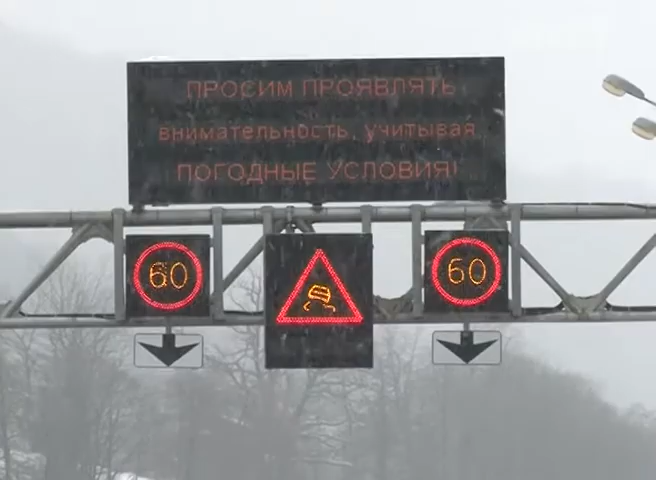 ПРОСИМ ПРОЯВЛЯТЬ
внимательность, учитывая
ПОГОДНЫЕ УСЛОВИЯ!
60
60